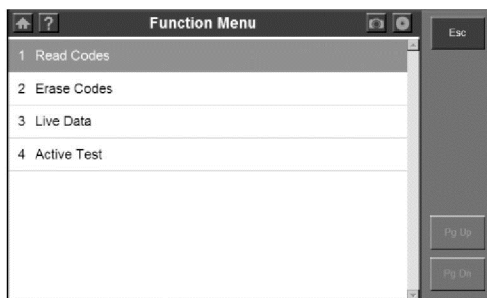 ? Function Menu
Esc
1 Read Codes
2 Erase Codes
3 Live Data
4 Active Test
Pg Up
Pg Dn